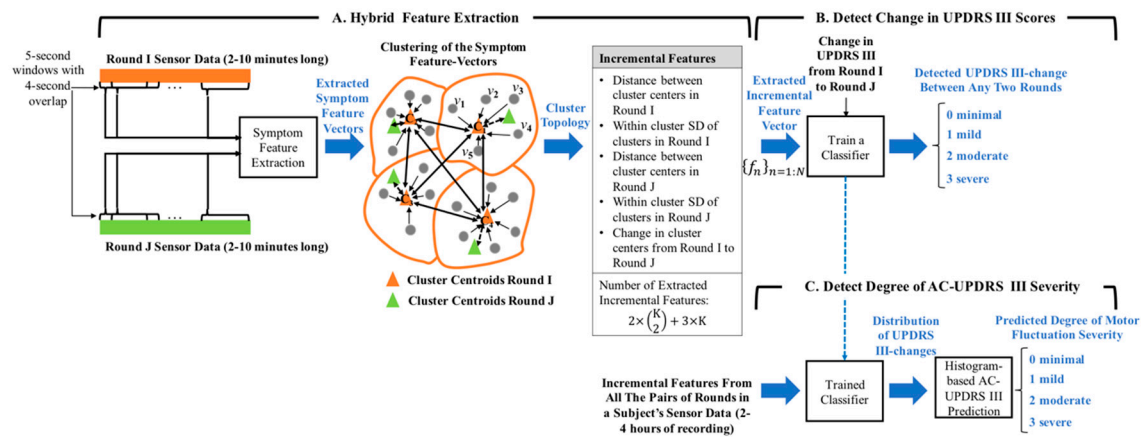 A. Hybrid Feature Extraction
5-second
windows with
4-second
overlap
Round I Sensor Data (2-10 minutes long)
...
...
Symptom
Feature
Extraction
...
...
Round J Sensor Data (2-10 minutes long)
Extracted
Symptom
Feature
Vectors
Clustering of the Symptom
Feature-Vectors
v1
v2
v3
v4
v5
Cluster Centroids Round I
Cluster Centroids Round J
Cluster
Topology
Incremental Features
• Distance between
cluster centers in
Round I
• Within cluster SD of
clusters in Round I
• Distance between
cluster centers in
Round J
• Within cluster SD of
clusters in Round J
• Change in cluster
centers from Round I to
Round J
Number of Extracted
Incremental Features:
2×(K 2) + 3×K
B. Detect Change in UPDRS III Scores
Extracted
Incremental
Feature
Vector
{fn}n=1:N
Change in
UPDRS III
from Round I
to Round J
Train a
Classifier
Detected UPDRS III-change
Between Any Two Rounds
0 minimal
1 mild
2 moderate
3 severe
C. Detect Degree of AC-UPDRS III Severity
Incremental Features From
All The Pairs of Rounds in
a Subject's Sensor Data (2-
4 hours of recording)
Trained
Classifier
Distribution
of UPDRS
III-changes
Histogram-
based AC-
UPDRS III
Prediction
Predicted Degree of Motor
Fluctuation Severity
0 minimal
1 mild
2 moderate
3 severe